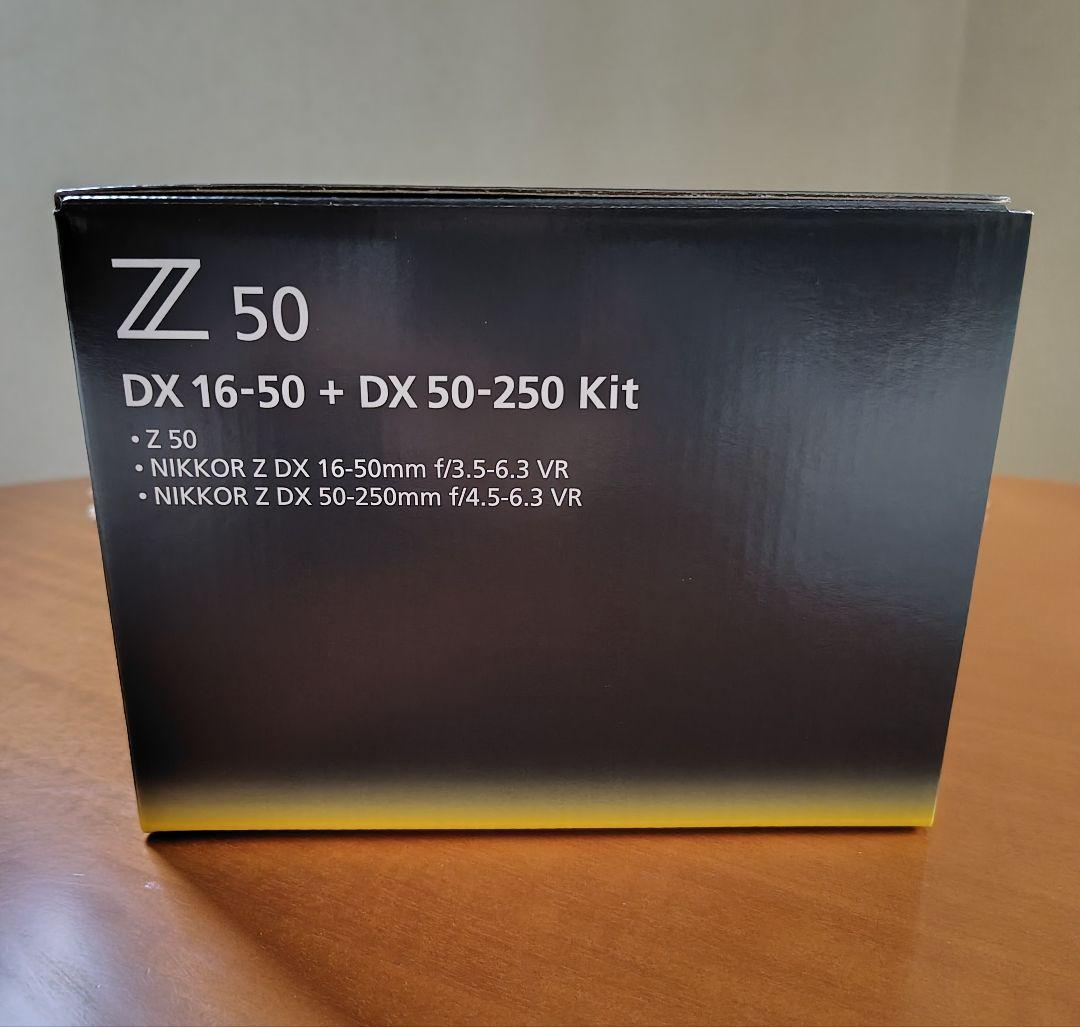 Z 50
DX 16-50 + DX 50-250 Kit
• Z 50
• NIKKOR Z DX 16-50mm f/3.5-6.3 VR
• NIKKOR Z DX 50-250mm f/4.5-6.3 VR